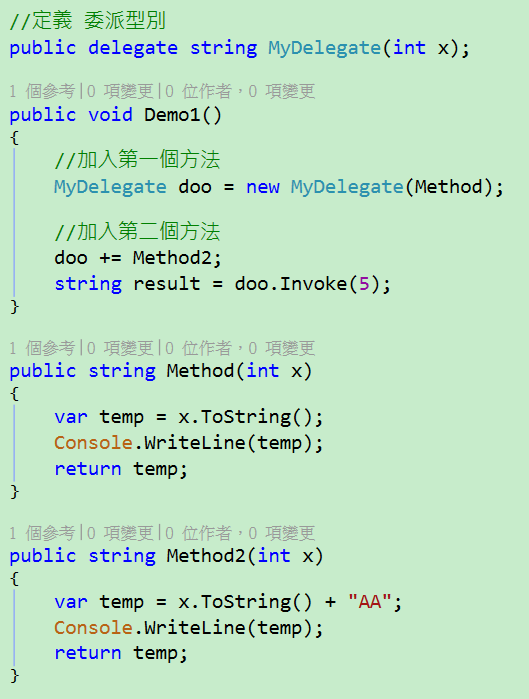 //定義 委派型別
public delegate string MyDelegate(int x);
1 個參考|0 項變更|0 位作者，0 項變更
public void Demo1()
{
    //加入第一個方法
    MyDelegate doo = new MyDelegate(Method);
    //加入第二個方法
    doo += Method2;
    string result = doo.Invoke(5);
}
1 個參考|0 項變更|0 位作者，0 項變更
public string Method(int x)
{
    var temp = x.ToString();
    Console.WriteLine(temp);
    return temp;
}
1 個參考|0 項變更|0 位作者，0 項變更
public string Method2(int x)
{
    var temp = x.ToString() + "AA";
    Console.WriteLine(temp);
    return temp;
}